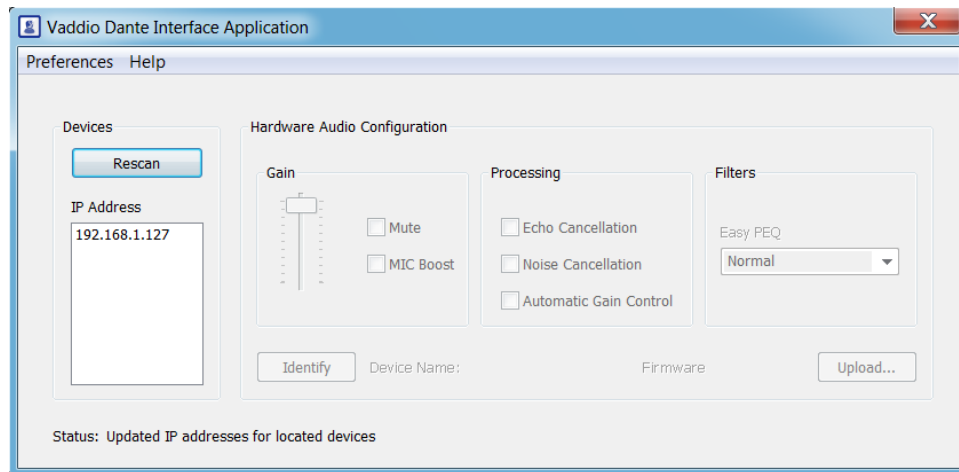 Vaddio Dante Interface Application
Preferences Help
Devices
Rescan
IP Address
192.168.1.127
Hardware Audio Configuration
Gain
Mute
MIC Boost
Processing
Echo Cancellation
Noise Cancellation
Automatic Gain Control
Filters
Easy PEQ
Normal
Identify
Device Name:
Firmware
Upload...
Status: Updated IP addresses for located devices